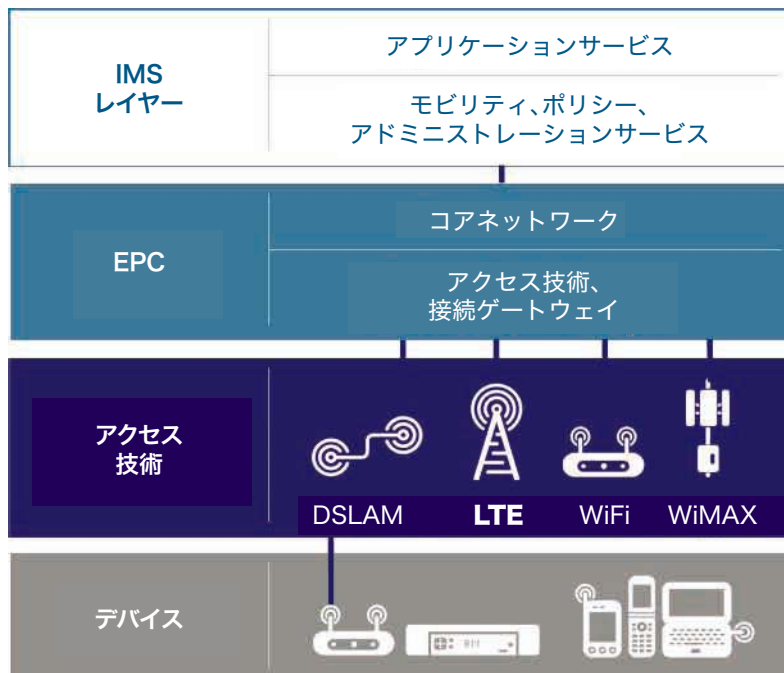 IMS
レイヤー
アプリケーションサービス
モビリティ、ポリシー、
アドミニストレーションサービス
EPC
コアネットワーク
アクセス技術、
接続ゲートウェイ
アクセス
技術
DSLAM
LTE
WiFi
WiMAX
デバイス